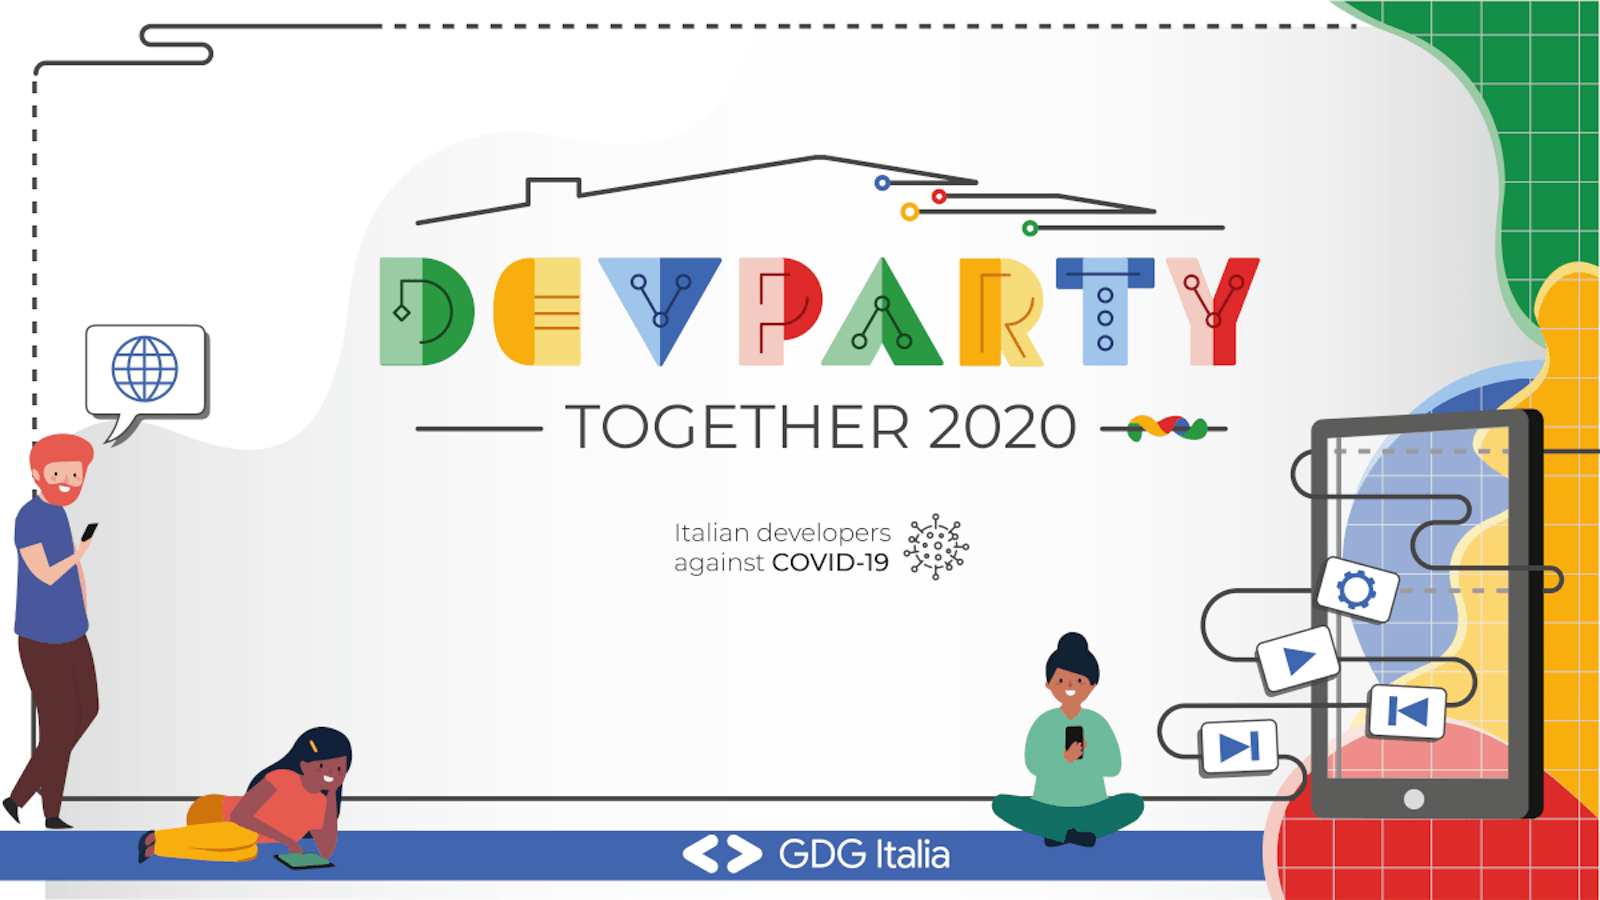 DEVPARTY
TOGETHER 2020
Italian developers
against COVID-19
GDG Italia